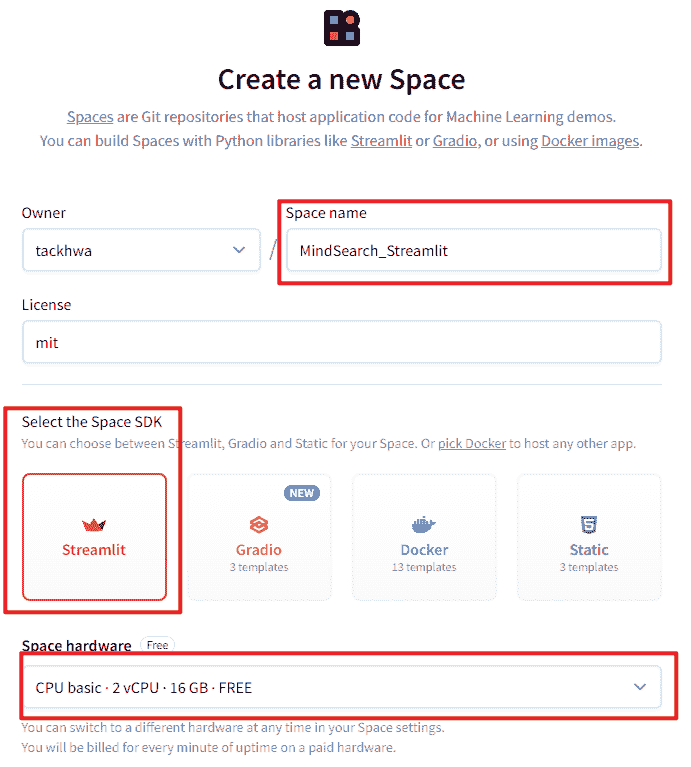 Create a new Space
Spaces are Git repositories that host application code for Machine Learning demos.
You can build Spaces with Python libraries like Streamlit or Gradio, or using Docker images.
Owner
Space name
tackhwa
/
MindSearch_Streamlit
License
mit
Select the Space SDK
You can choose between Streamlit, Gradio and Static for your Space. Or pick Docker to host any other app.
Streamlit
NEW
Gradio
3 templates
Docker
13 templates
Static
3 templates
Space hardware Free
CPU basic · 2 vCPU · 16 GB · FREE
You can switch to a different hardware at any time in your Space settings.
You will be billed for every minute of uptime on a paid hardware.